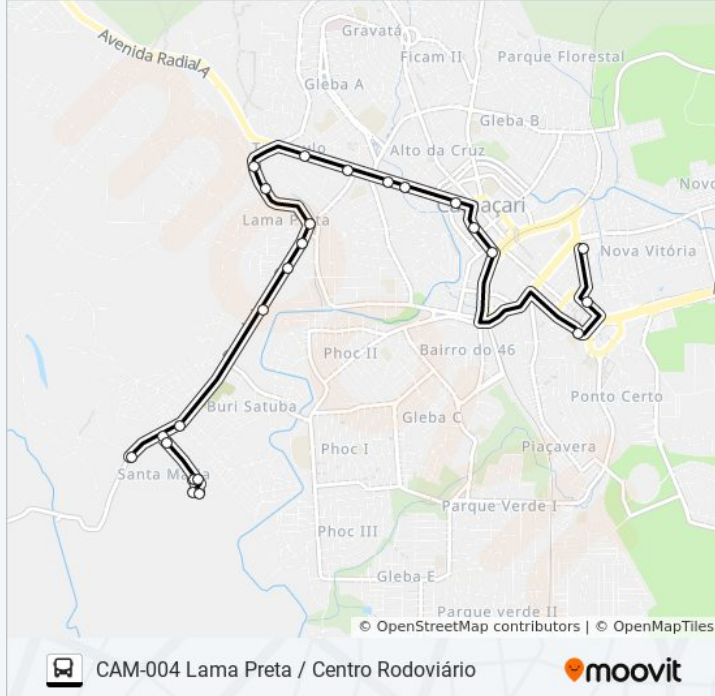 Gravatá
Avenida Radial A
Ficam II
Parque Florestal
Gleba A
Gleba B
Alto da Cruz
Novo
Camaçari
Lama Preta
Nova Vitória
Phoc II
Bairro do 46
Ponto Certo
Buri Satuba
Gleba C
Piaçavera
Phoc I
Santa Maria
Parque Verde I
Phoc III
Gleba E
Parque verde II
© OpenStreetMap contributors | © OpenMapTiles
CAM-004 Lama Preta / Centro Rodoviário
moovit